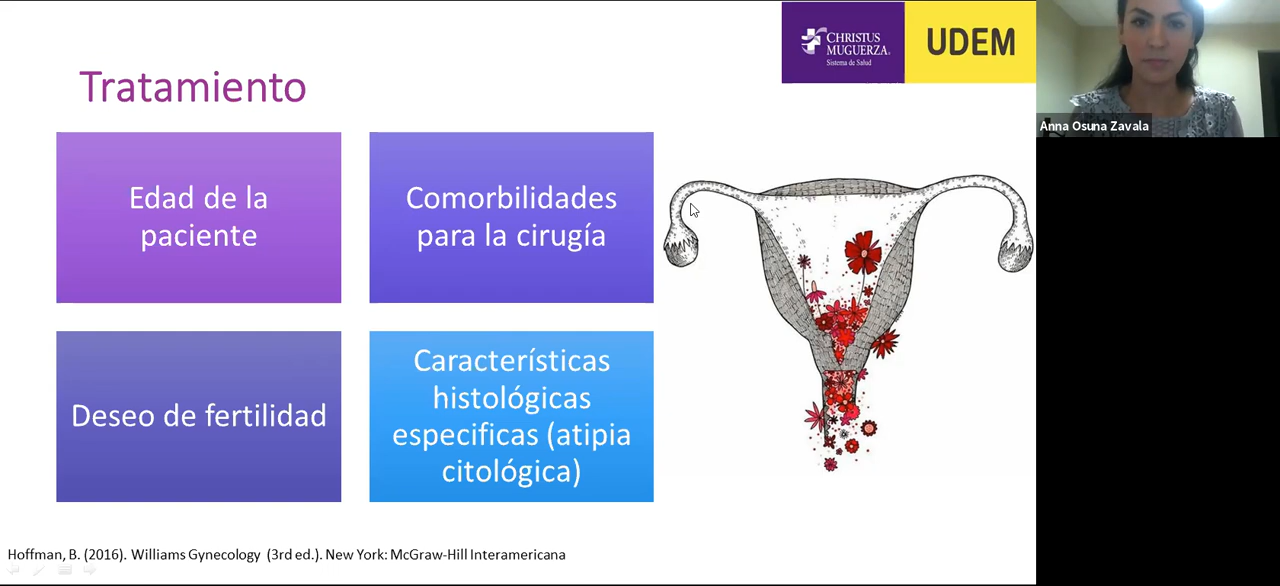 CHRISTUS
MUGUERZA.
Sistema de Salud
UDEM
Anna Osuna Zavala
Tratamiento
Edad de la
paciente
Comorbilidades
para la cirugía
Deseo de fertilidad
Características
histológicas
especificas (atipia
citológica)
Hoffman, B. (2016). Williams Gynecology (3rd ed.). New York: McGraw-Hill Interamericana